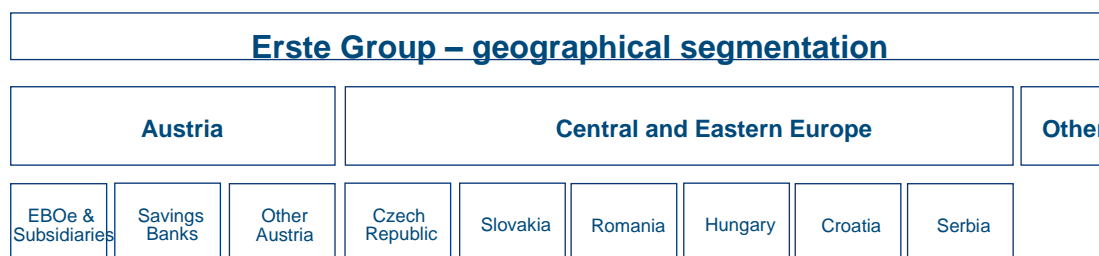 Erste Group – geographical segmentation
Austria
Central and Eastern Europe
Other
EBOe &
Subsidiaries
Savings
Banks
Other
Austria
Czech
Republic
Slovakia
Romania
Hungary
Croatia
Serbia